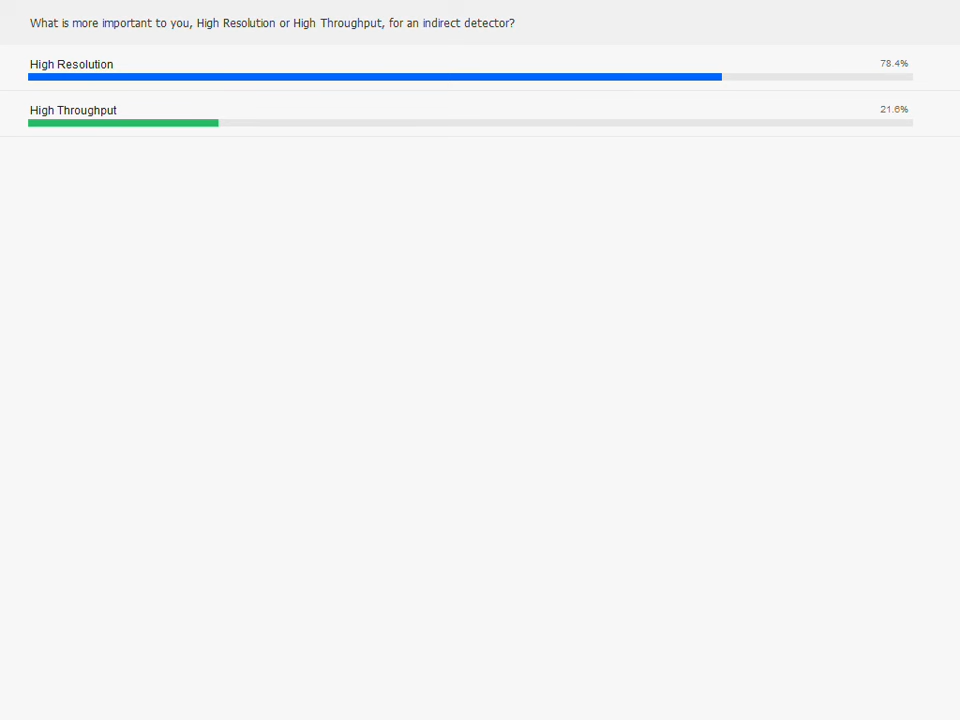 What is more important to you, High Resolution or High Throughput, for an indirect detector?
High Resolution 78.4%
High Throughput 21.6%